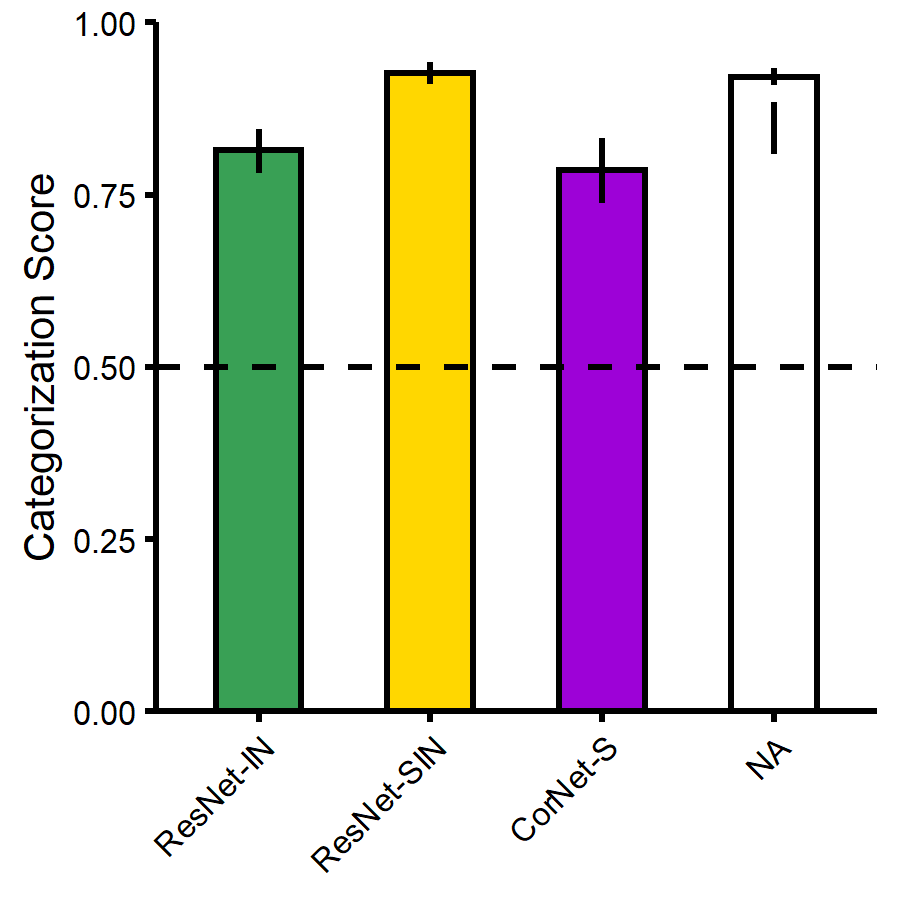 Categorization Score
1.00
0.75
0.50
0.25
0.00
ResNet-IN
ResNet-SIN
CorNet-S
NA